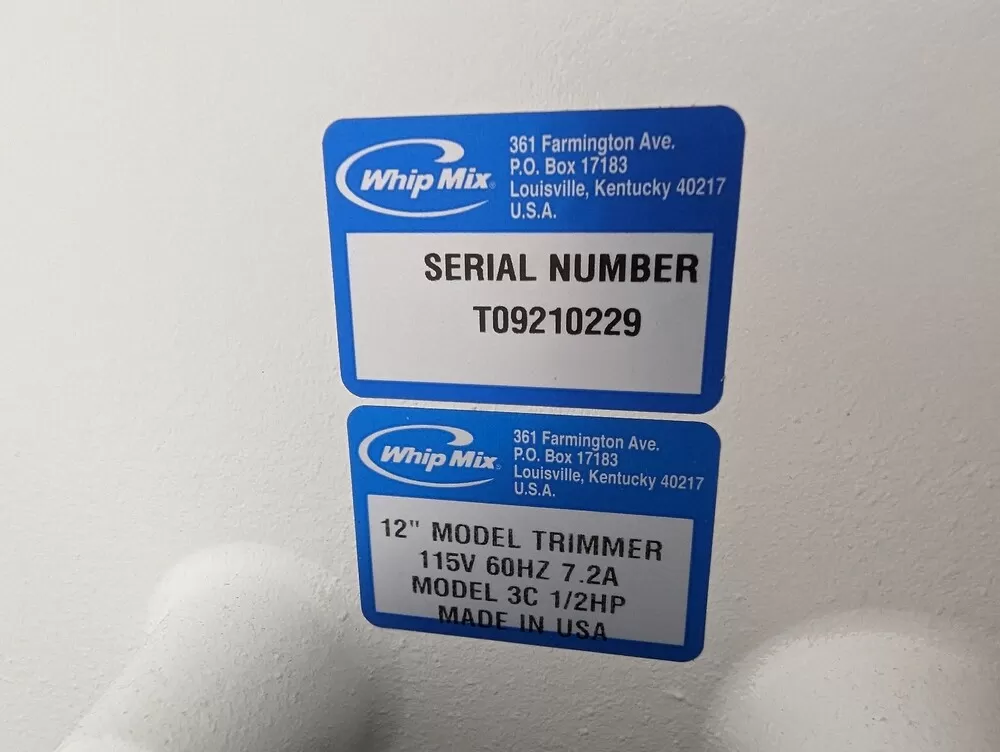 Whip Mix®
361 Farmington Ave.
P.O. Box 17183
Louisville, Kentucky 40217
U.S.A.
SERIAL NUMBER
T09210229
Whip Mix®
361 Farmington Ave.
P.O. Box 17183
Louisville, Kentucky 40217
U.S.A.
12" MODEL TRIMMER
115V 60HZ 7.2A
MODEL 3C 1/2HP
MADE IN USA